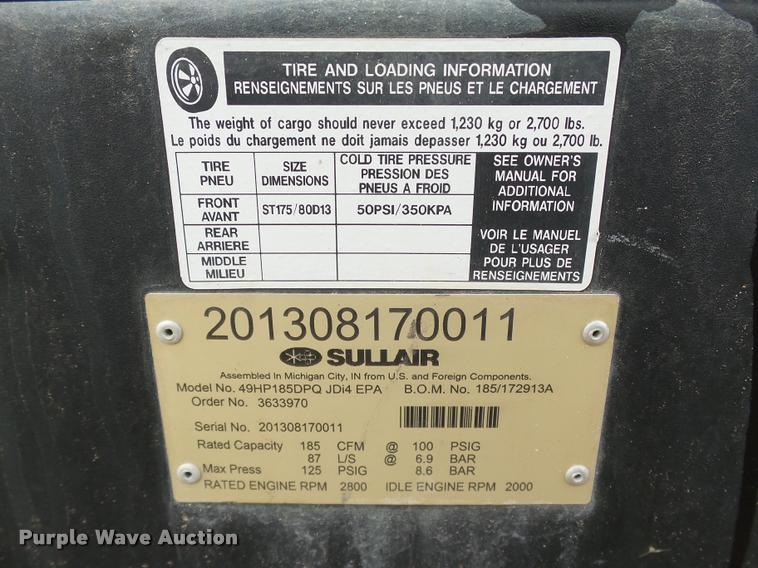 TIRE AND LOADING INFORMATION
RENSEIGNEMENTS SUR LES PNEUS ET LE CHARGEMENT
The weight of cargo should never exceed 1,230 kg or 2,700 lbs.
Le poids du chargement ne doit jamais depasser 1,230 kg ou 2,700 lb.
TIRE PNEU
SIZE DIMENSIONS
COLD TIRE PRESSURE
PRESSION DES
PNEUS A FROID
SEE OWNER'S
MANUAL FOR
ADDITIONAL
INFORMATION
FRONT AVANT
ST175/80D13
50PSI/350KPA
REAR
ARRIERE
MIDDLE
MILIEU
VOIR LE MANUEL
DE L'USAGER
POUR PLUS DE
RENSEIGNEMENTS
201308170011
SULLAIR
Assembled In Michigan City, IN from U.S. and Foreign Components.
Model No. 49HP185DPQ JDi4 EPA B.O.M. No. 185/172913A
Order No. 3633970
Serial No. 201308170011
Rated Capacity 185 CFM @ 100 PSIG
87 L/S @ 6.9 BAR
Max Press 125 PSIG 8.6 BAR
RATED ENGINE RPM 2800 IDLE ENGINE RPM 2000
Purple Wave Auction